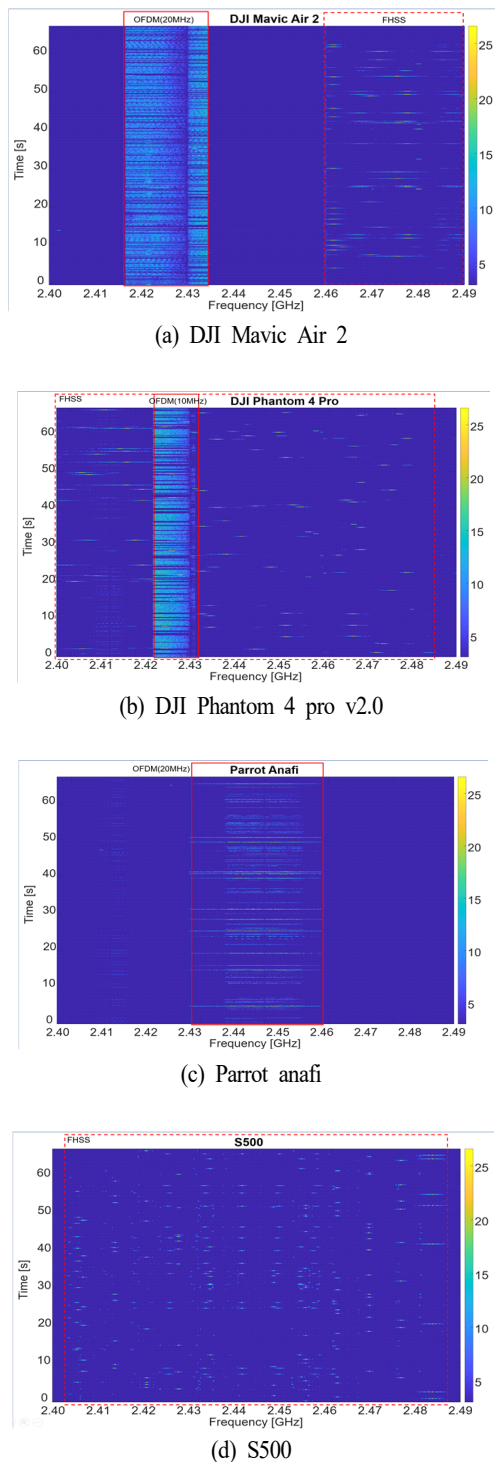 OFDM(20MHz) DJI Mavic Air 2 FHSS
60
50
40
30
20
10
0
Time [s]
25
20
15
10
5
2.40 2.41 2.42 2.43 2.44 2.45 2.46 2.47 2.48 2.49
Frequency [GHz]
(a) DJI Mavic Air 2
FHSS OFDM(10MHz) DJI Phantom 4 Pro
60
50
40
30
20
10
0
Time [s]
25
20
15
10
5
2.40 2.41 2.42 2.43 2.44 2.45 2.46 2.47 2.48 2.49
Frequency [GHz]
(b) DJI Phantom 4 pro v2.0
OFDM(20MHz) Parrot Anafi
60
50
40
30
20
10
0
Time [s]
25
20
15
10
5
2.40 2.41 2.42 2.43 2.44 2.45 2.46 2.47 2.48 2.49
Frequency [GHz]
(c) Parrot anafi
FHSS S500
60
50
40
30
20
10
0
Time [s]
25
20
15
10
5
2.40 2.41 2.42 2.43 2.44 2.45 2.46 2.47 2.48 2.49
Frequency [GHz]
(d) S500